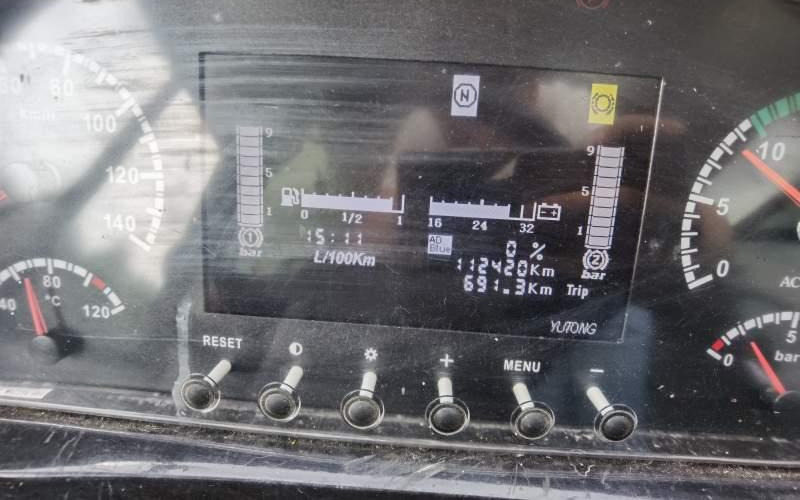 80
100
120
140
km/h
40
80
120
°C
N
9
5
1
1
bar
0
1/2
1
16
24
32
9
5
1
2
bar
15:11
L/100Km
AD
Blue
0 %
112420Km
691.3Km Trip
YUTONG
RESET
+
MENU
−
10
5
0
AC
5
bar
0